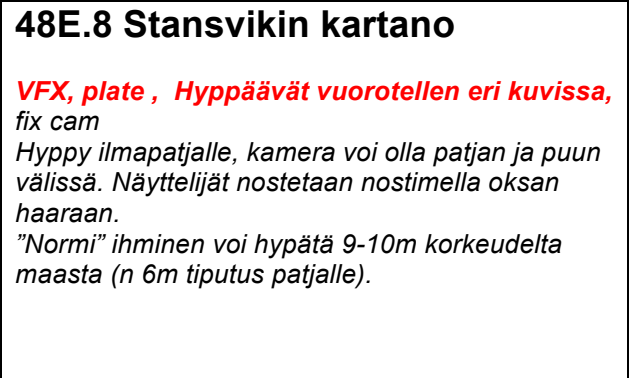 48E.8 Stansvikin kartano
VFX, plate , Hyppäävät vuorotellen eri kuvissa,
fix cam
Hyppy ilmapatjalle, kamera voi olla patjan ja puun
välissä. Näyttelijät nostetaan nostimella oksan
haaraan.
”Normi” ihminen voi hypätä 9-10m korkeudelta
maasta (n 6m tiputus patjalle).